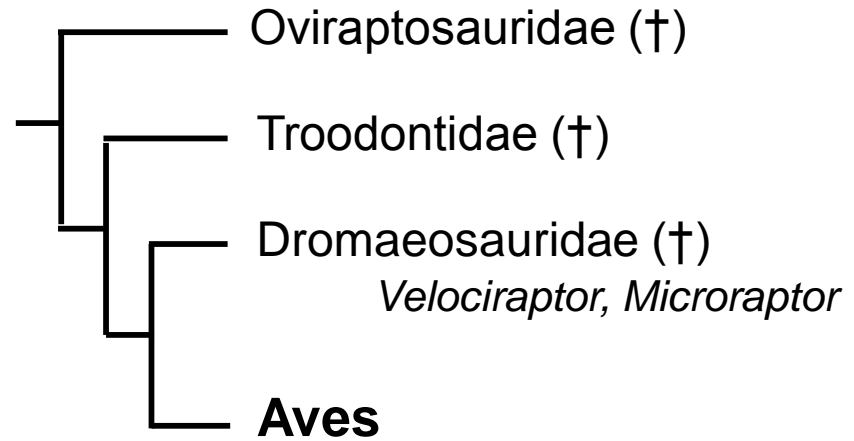 Oviraptosauridae (†)
Troodontidae (†)
Dromaeosauridae (†)
Velociraptor, Microraptor
Aves